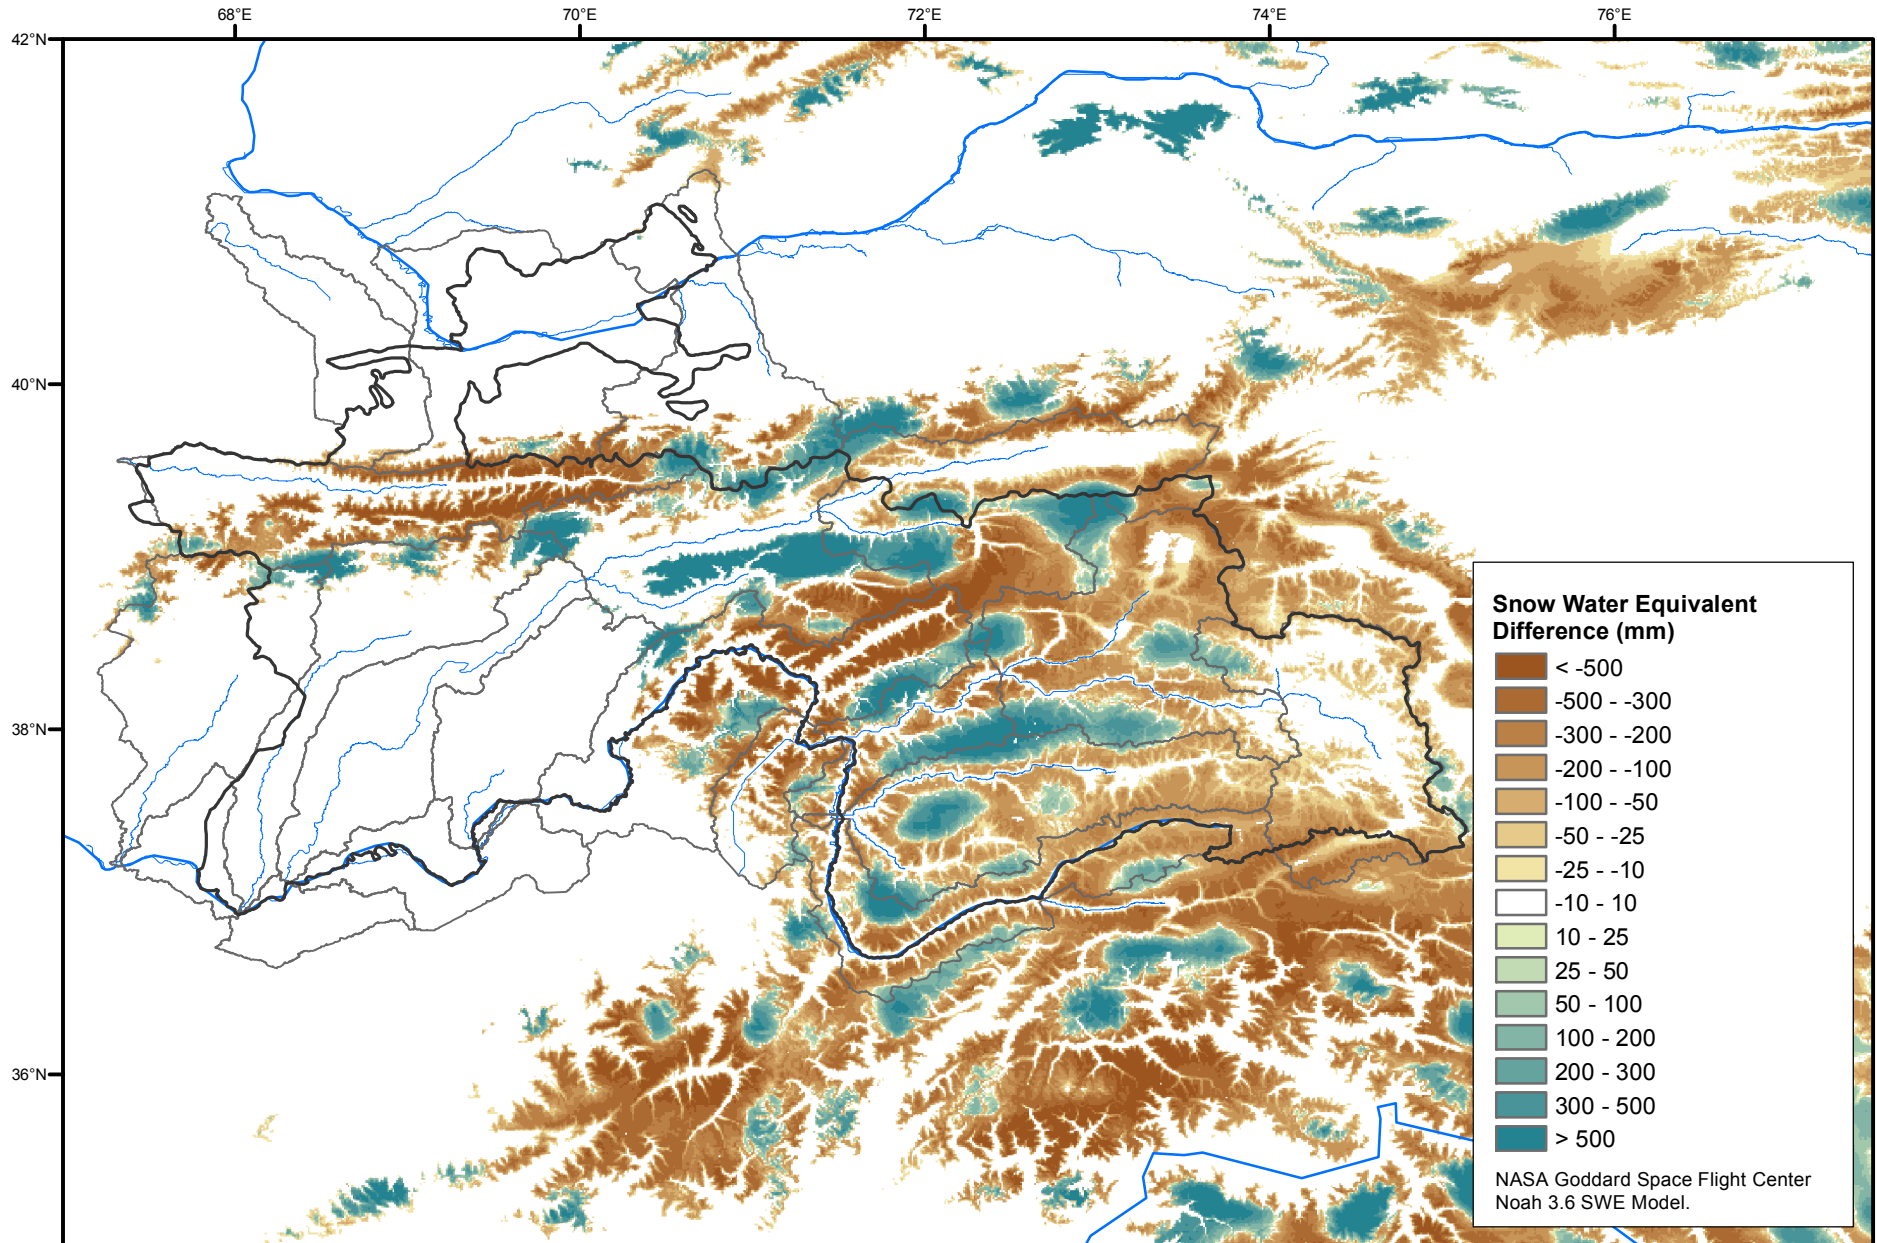 68°E
70°E
72°E
74°E
76°E
42°N
40°N
38°N
36°N
Snow Water Equivalent
Difference (mm)
< -500
-500 - -300
-300 - -200
-200 - -100
-100 - -50
-50 - -25
-25 - -10
-10 - 10
10 - 25
25 - 50
50 - 100
100 - 200
200 - 300
300 - 500
> 500
NASA Goddard Space Flight Center
Noah 3.6 SWE Model.